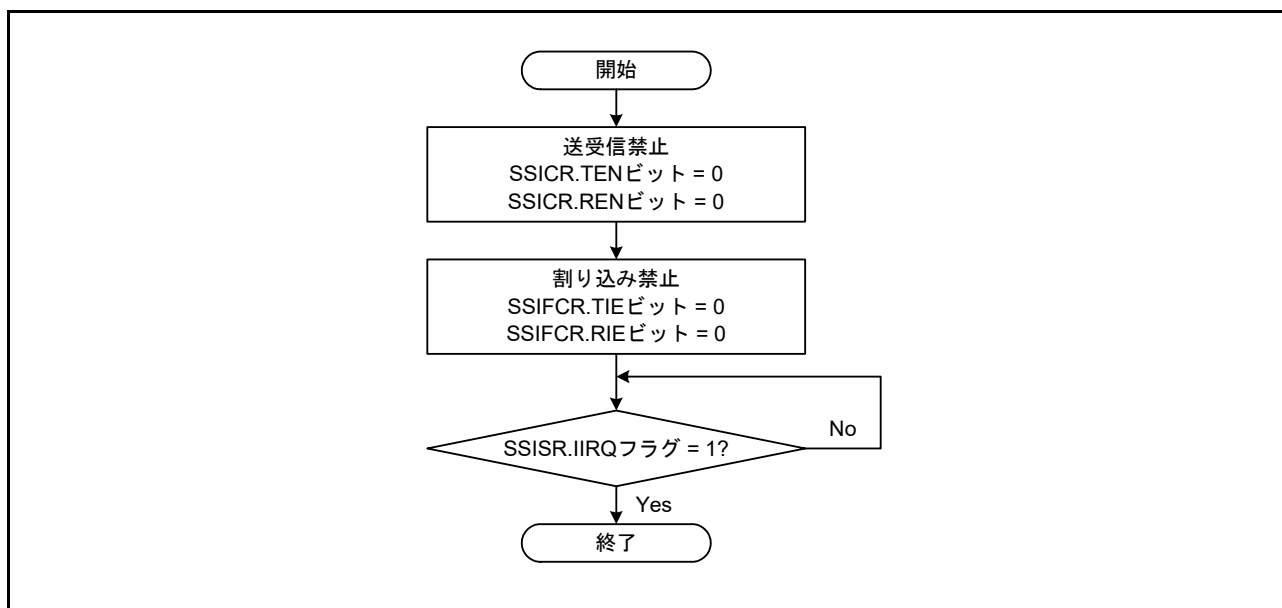 開始
送受信禁止
SSICR.TENビット = 0
SSICR.RENビット = 0
割り込み禁止
SSIFCR.TIEビット = 0
SSIFCR.RIEビット = 0
SSISR.IIRQフラグ = 1?
No
Yes
終了